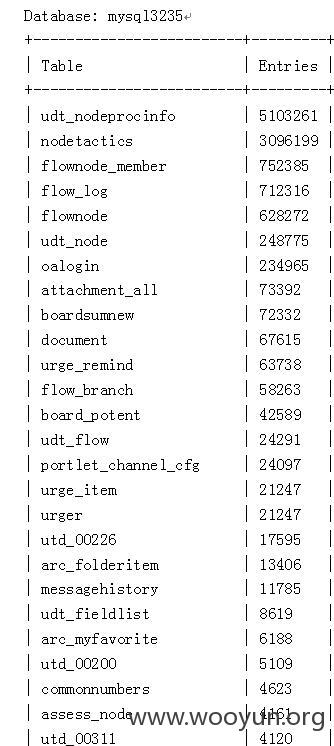 Database: mysql3235↵
+------------------------+---------+
| Table | Entries |
+------------------------+---------+
| udt_nodeprocinfo | 5103261 |
| nodetactics | 3096199 |
| flownode_member | 752385 |
| flow_log | 712316 |
| flownode | 628272 |
| udt_node | 248775 |
| oalogin | 234965 |
| attachment_all | 73392 |
| boardsumnew | 72332 |
| document | 67615 |
| urge_remind | 63738 |
| flow_branch | 58263 |
| board_potent | 42589 |
| udt_flow | 24291 |
| portlet_channel_cfg | 24097 |
| urge_item | 21247 |
| urger | 21247 |
| utd_00226 | 17595 |
| arc_folderitem | 13406 |
| messagehistory | 11785 |
| udt_fieldlist | 8619 |
| arc_myfavorite | 6188 |
| utd_00200 | 5109 |
| commonnumbers | 4623 |
| assess_node | 4161 |
www.wooyun.org
| utd_00311 | 4120 |